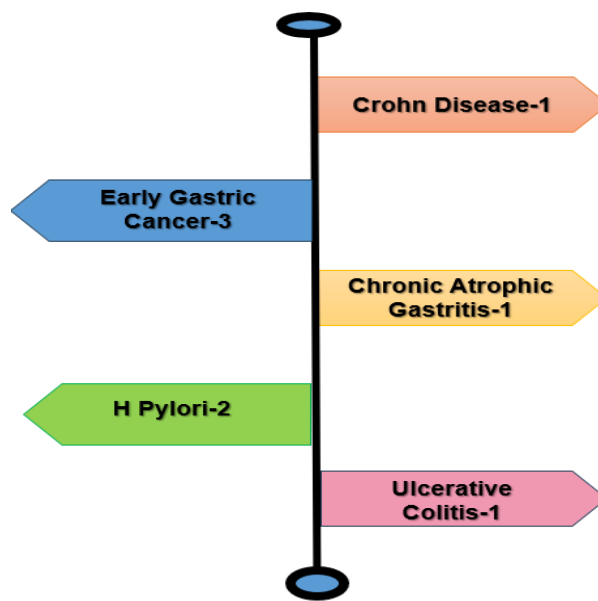 Crohn Disease-1
Early Gastric
Cancer-3
Chronic Atrophic
Gastritis-1
H Pylori-2
Ulcerative
Colitis-1